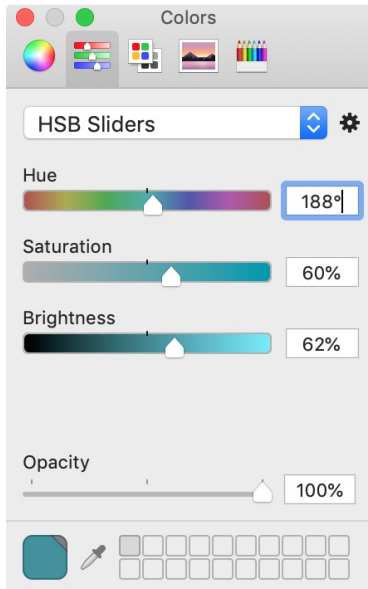 Colors
HSB Sliders
Hue
188°
Saturation
60%
Brightness
62%
Opacity
100%